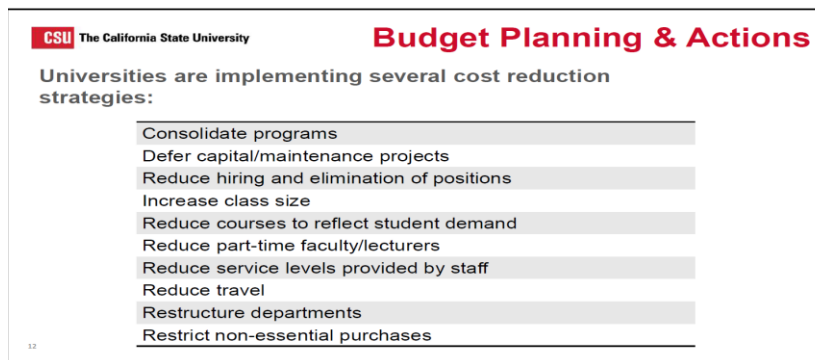 CSU The California State University
Budget Planning & Actions
Universities are implementing several cost reduction
strategies:
Consolidate programs
Defer capital/maintenance projects
Reduce hiring and elimination of positions
Increase class size
Reduce courses to reflect student demand
Reduce part-time faculty/lecturers
Reduce service levels provided by staff
Reduce travel
Restructure departments
Restrict non-essential purchases
12